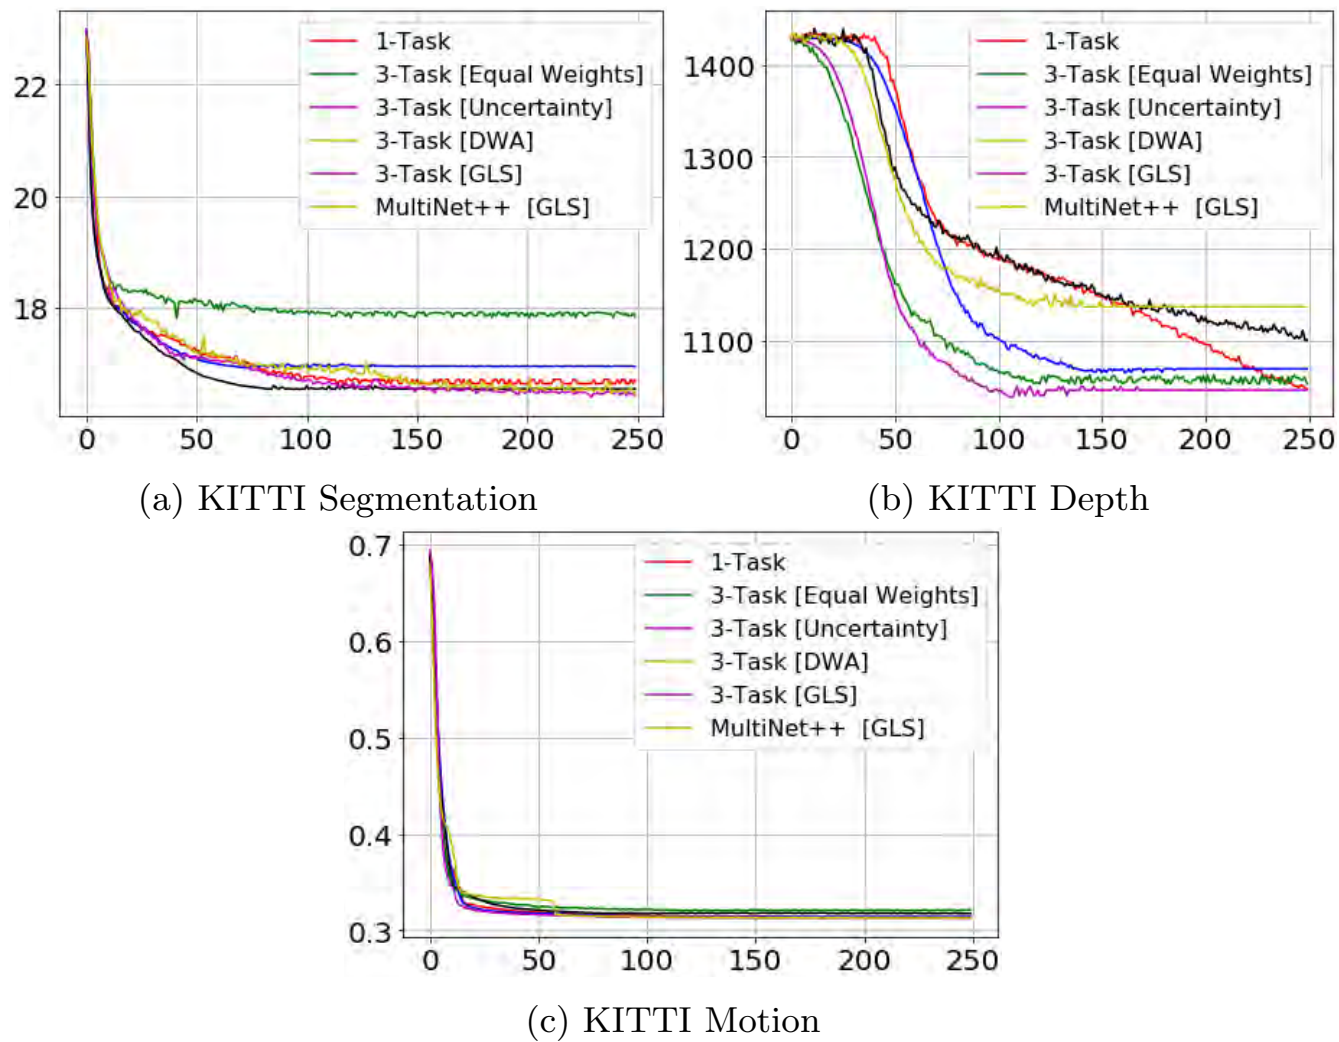 22
20
18
0 50 100 150 200 250
1-Task
3-Task [Equal Weights]
3-Task [Uncertainty]
3-Task [DWA]
3-Task [GLS]
MultiNet++ [GLS]
(a) KITTI Segmentation
1400
1300
1200
1100
0 50 100 150 200 250
1-Task
3-Task [Equal Weights]
3-Task [Uncertainty]
3-Task [DWA]
3-Task [GLS]
MultiNet++ [GLS]
(b) KITTI Depth
0.7
0.6
0.5
0.4
0.3
0 50 100 150 200 250
1-Task
3-Task [Equal Weights]
3-Task [Uncertainty]
3-Task [DWA]
3-Task [GLS]
MultiNet++ [GLS]
(c) KITTI Motion